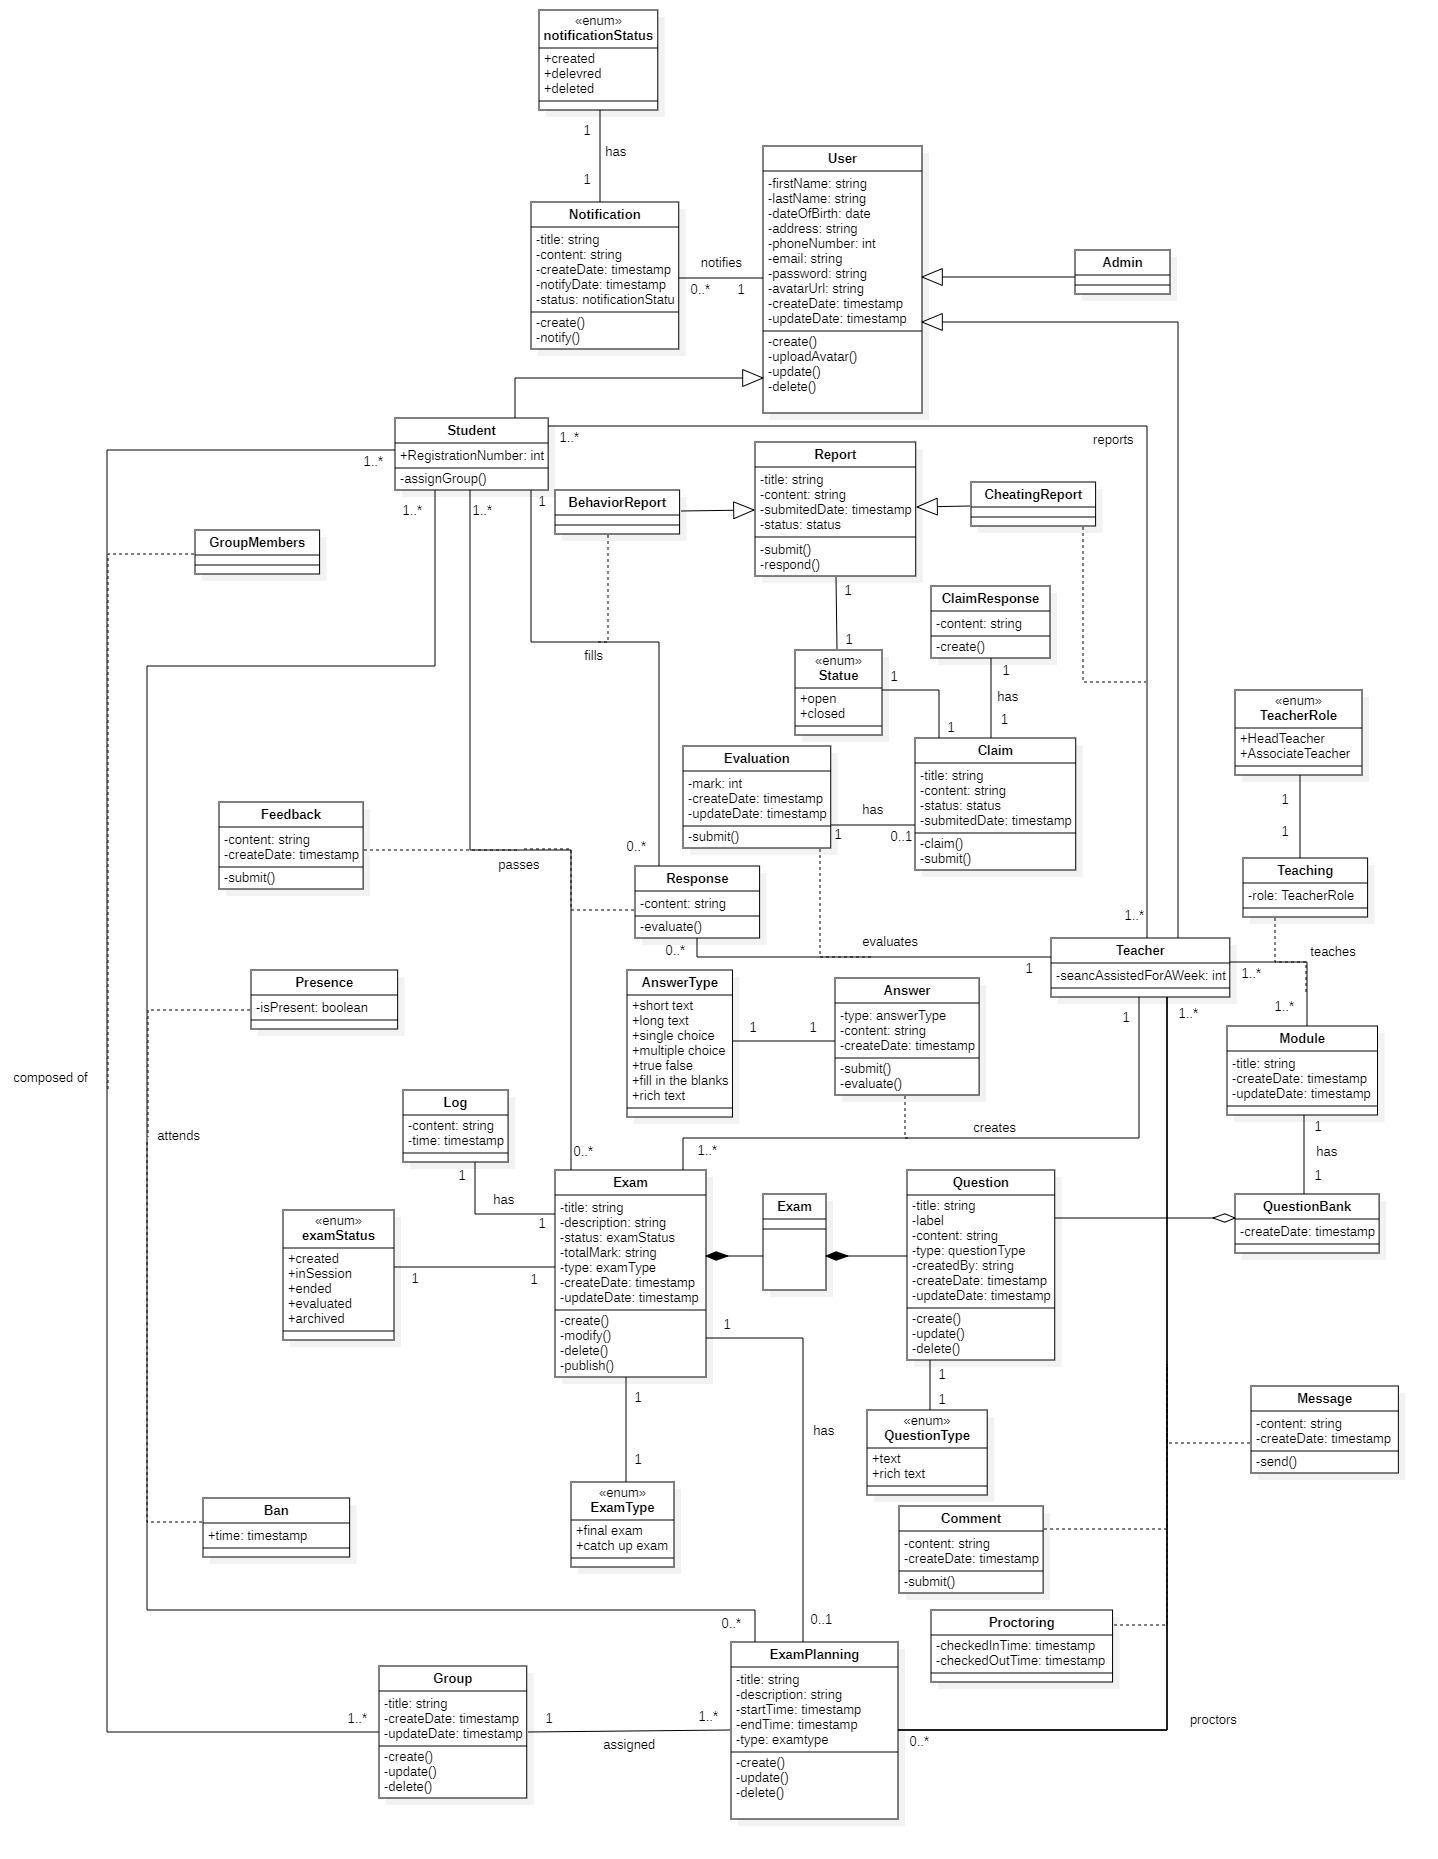 «enum»
notificationStatus
+created
+delevred
+deleted
1
has
1
Notification
-title: string
-content: string
-createDate: timestamp
-notifyDate: timestamp
-status: notificationStatu
-create()
-notify()
notifies
0..*
1
User
-firstName: string
-lastName: string
-dateOfBirth: date
-address: string
-phoneNumber: int
-email: string
-password: string
-avatarUrl: string
-createDate: timestamp
-updateDate: timestamp
-create()
-uploadAvatar()
-update()
-delete()
Admin
Student
+RegistrationNumber: int
-assignGroup()
1..*
1..*
1..*
1..*
1
reports
BehaviorReport
Report
-title: string
-content: string
-submitedDate: timestamp
-status: status
-submit()
-respond()
CheatingReport
GroupMembers
1
1
fills
ClaimResponse
-content: string
-create()
«enum»
Statue
+open
+closed
1
1
1
has
1
«enum»
TeacherRole
+HeadTeacher
+AssociateTeacher
1
1
Evaluation
-mark: int
-createDate: timestamp
-updateDate: timestamp
-submit()
has
1
0..1
Claim
-title: string
-content: string
-status: status
-submitedDate: timestamp
-claim()
-submit()
Feedback
-content: string
-createDate: timestamp
-submit()
passes
0..*
Response
-content: string
-evaluate()
0..*
evaluates
1
1..*
Teaching
-role: TeacherRole
teaches
Teacher
-seancAssistedForAWeek: int
1..*
1..*
1
1..*
Presence
-isPresent: boolean
AnswerType
+short text
+long text
+single choice
+multiple choice
+true false
+fill in the blanks
+rich text
1
1
Answer
-type: answerType
-content: string
-createDate: timestamp
-submit()
-evaluate()
Module
-title: string
-createDate: timestamp
-updateDate: timestamp
composed of
attends
Log
-content: string
-time: timestamp
1
has
1
0..*
1..*
creates
1
has
1
Exam
-title: string
-description: string
-status: examStatus
-totalMark: string
-type: examType
-createDate: timestamp
-updateDate: timestamp
-create()
-modify()
-delete()
-publish()
Exam
Question
-title: string
-label
-content: string
-type: questionType
-createdBy: string
-createDate: timestamp
-updateDate: timestamp
-create()
-update()
-delete()
QuestionBank
-createDate: timestamp
«enum»
examStatus
+created
+inSession
+ended
+evaluated
+archived
1
1
1
1
1
1
1
has
«enum»
QuestionType
+text
+rich text
Message
-content: string
-createDate: timestamp
-send()
«enum»
ExamType
+final exam
+catch up exam
Ban
+time: timestamp
Comment
-content: string
-createDate: timestamp
-submit()
Proctoring
-checkedInTime: timestamp
-checkedOutTime: timestamp
0..*
0..1
ExamPlanning
-title: string
-description: string
-startTime: timestamp
-endTime: timestamp
-type: examtype
-create()
-update()
-delete()
Group
-title: string
-createDate: timestamp
-updateDate: timestamp
-create()
-update()
-delete()
1..*
1
1..*
assigned
0..*
proctors